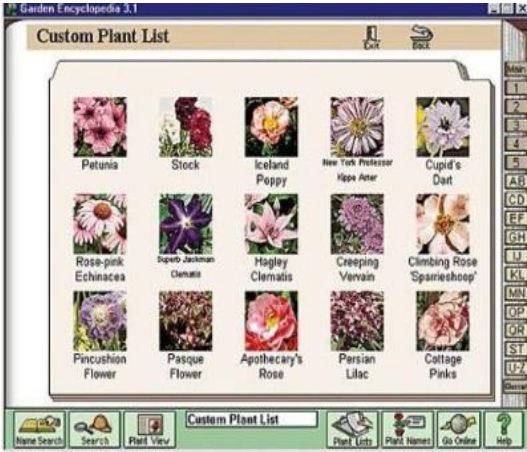 Garden Encyclopedia 3.1
Custom Plant List
Exit
Back
Petunia
Stock
Iceland
Poppy
New York Professor
Kippe Aster
Cupid's
Dart
Rose-pink
Echinacea
Superb Jackman
Clematis
Hagley
Clematis
Creeping
Vervain
Climbing Rose
'Sparrieshoop'
Pincushion
Flower
Pasque
Flower
Apothecary's
Rose
Persian
Lilac
Cottage
Pinks
Main
1
2
3
4
5
AB
CD
EF
GH
IJ
KL
MN
OP
QR
ST
U-Z
Name Search
Search
Plant View
Custom Plant List
Plant Lists
Plant Names
Go Online
Help